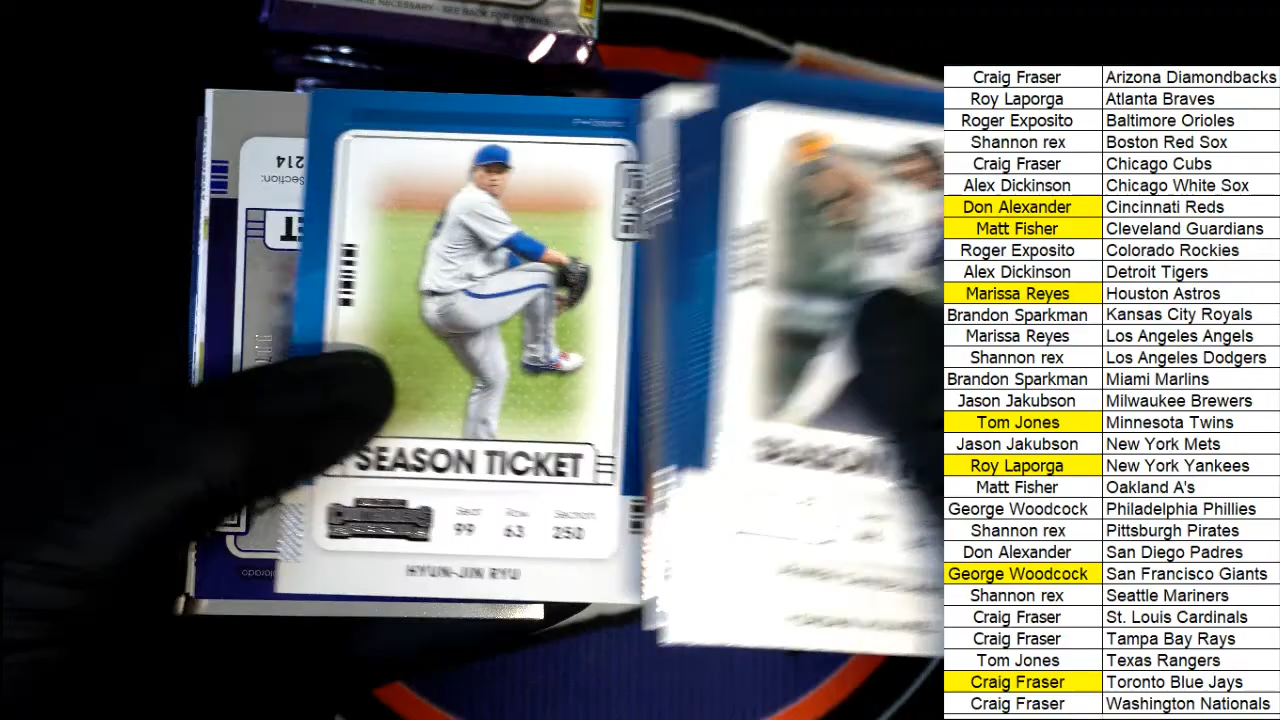 NECESSARY - SEE BACK FOR DETAILS
214
Section:
SEASON TICKET
Seat Row Section
99 63 250
HYUN-JIN RYU
Colorado
Craig Fraser Arizona Diamondbacks
Roy Laporga Atlanta Braves
Roger Exposito Baltimore Orioles
Shannon rex Boston Red Sox
Craig Fraser Chicago Cubs
Alex Dickinson Chicago White Sox
Don Alexander Cincinnati Reds
Matt Fisher Cleveland Guardians
Roger Exposito Colorado Rockies
Alex Dickinson Detroit Tigers
Marissa Reyes Houston Astros
Brandon Sparkman Kansas City Royals
Marissa Reyes Los Angeles Angels
Shannon rex Los Angeles Dodgers
Brandon Sparkman Miami Marlins
Jason Jakubson Milwaukee Brewers
Tom Jones Minnesota Twins
Jason Jakubson New York Mets
Roy Laporga New York Yankees
Matt Fisher Oakland A's
George Woodcock Philadelphia Phillies
Shannon rex Pittsburgh Pirates
Don Alexander San Diego Padres
George Woodcock San Francisco Giants
Shannon rex Seattle Mariners
Craig Fraser St. Louis Cardinals
Craig Fraser Tampa Bay Rays
Tom Jones Texas Rangers
Craig Fraser Toronto Blue Jays
Craig Fraser Washington Nationals